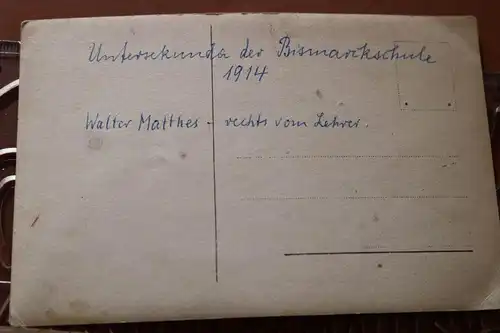 Untersekunda der Bismarckschule
1914
Walter Matthes - rechts vom Lehrer.